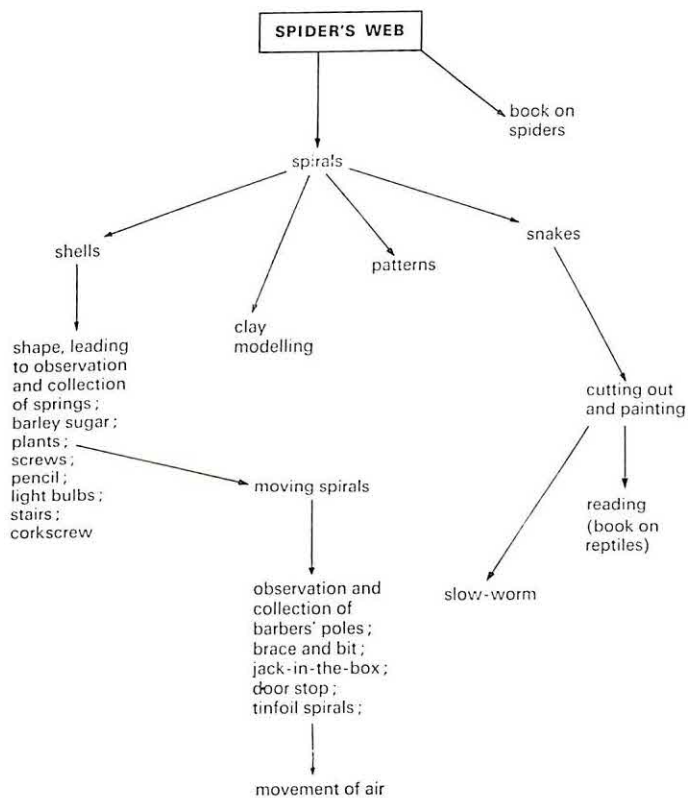 SPIDER'S WEB
book on
spiders
spirals
shells
patterns
snakes
clay
modelling
shape, leading
to observation
and collection
of springs;
barley sugar;
plants;
screws;
pencil;
light bulbs;
stairs;
corkscrew
cutting out
and painting
moving spirals
reading
(book on
reptiles)
slow-worm
observation and
collection of
barbers' poles;
brace and bit;
jack-in-the-box;
door stop;
tinfoil spirals;
movement of air